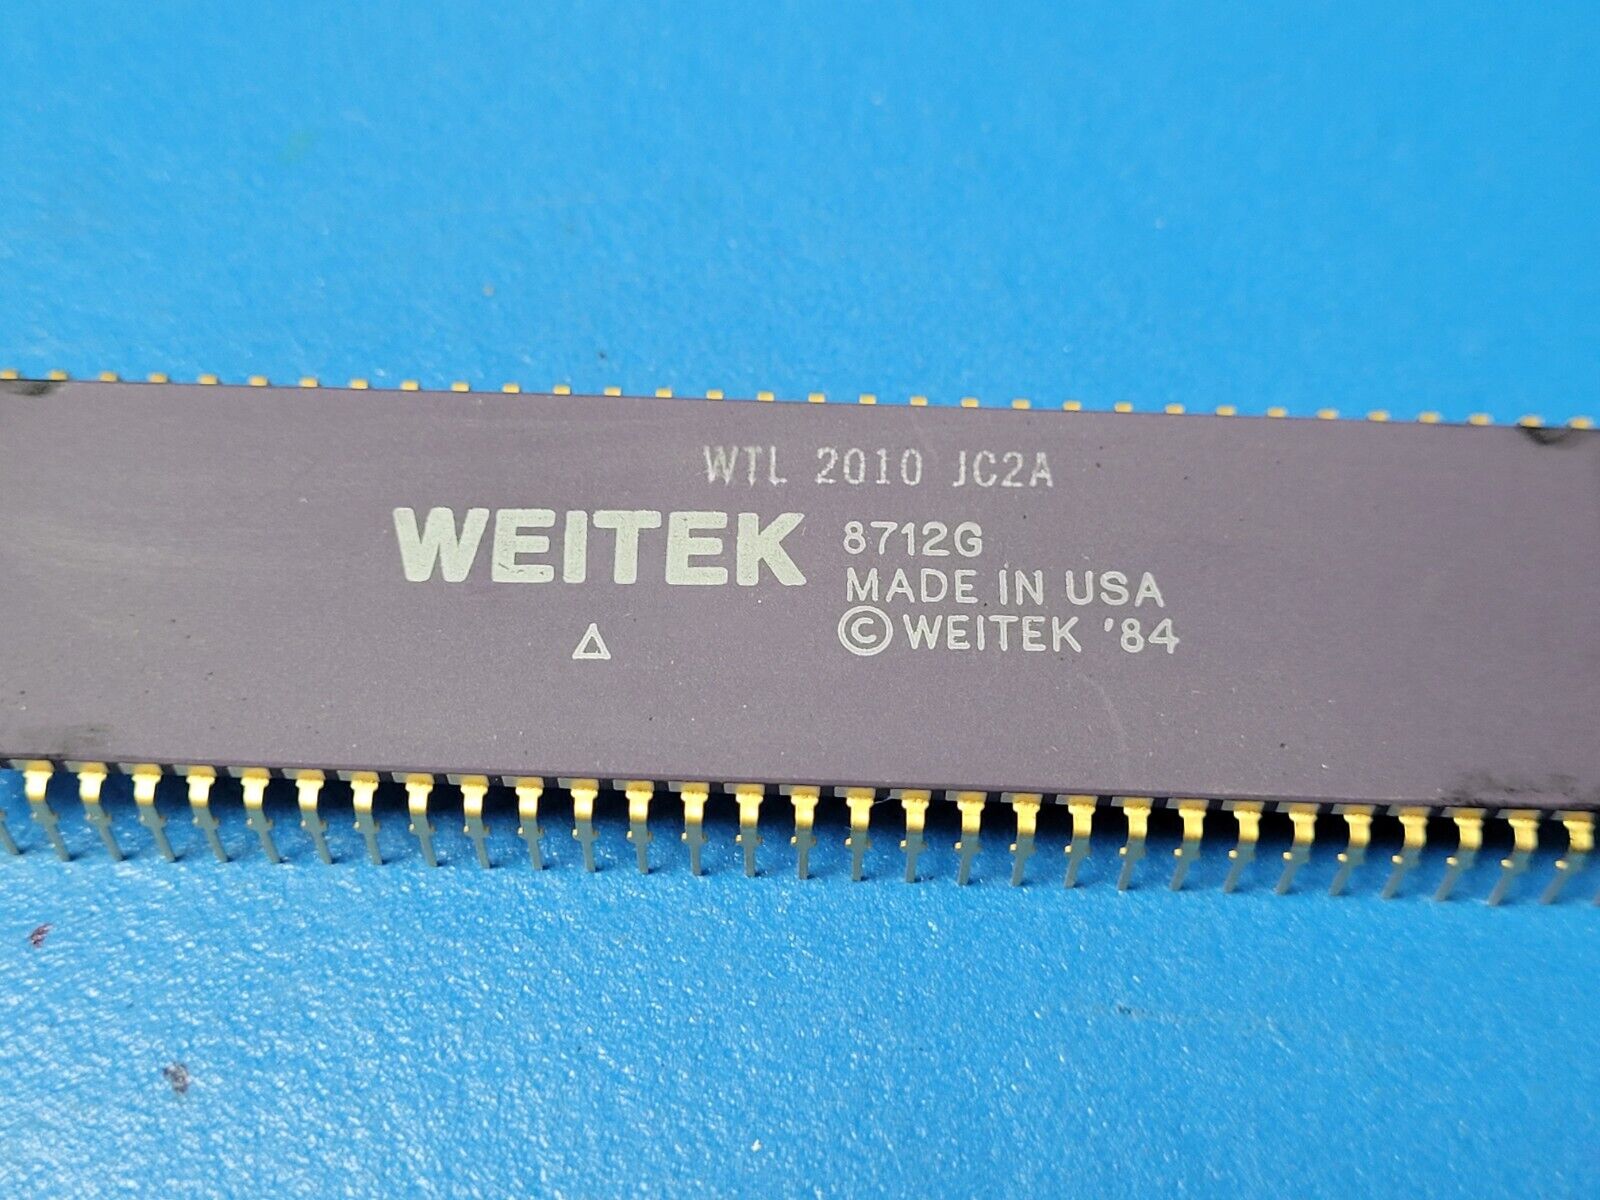 WTL 2010 JC2A
WEITEK 8712G
MADE IN USA
© WEITEK '84